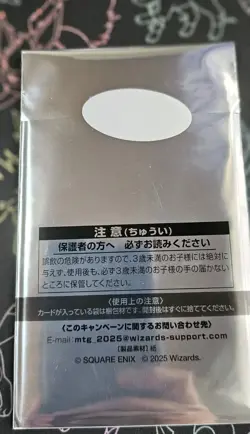 注 意(ちゅうい)
保護者の方へ 必ずお読みください
誤飲の危険がありますので、3歳未満のお子様には絶対に
与えず、使用後も、必ず3歳未満のお子様の手の届かない
ところに保管してください。
〈使用上の注意〉
カードが入っている袋は梱包材です。開封後はすぐに捨ててください。
〈このキャンペーンに関するお問い合わせ先〉
E-mail: mtg_2025@wizards-support.com
[製品素材] 紙
© SQUARE ENIX © 2025 Wizards.